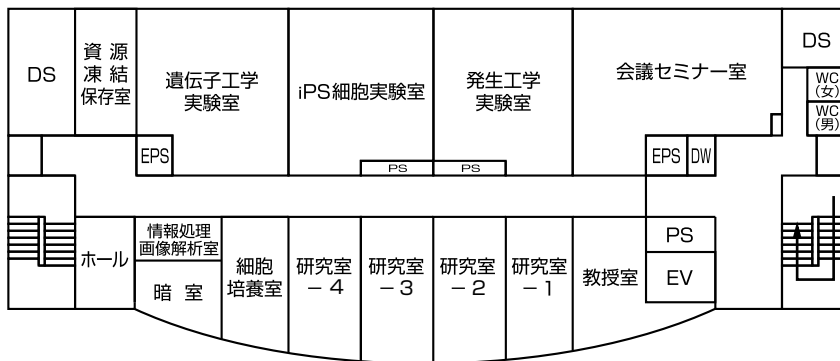 DS
資源
凍結
保存室
遺伝子工学
実験室
iPS細胞実験室
発生工学
実験室
会議セミナー室
DS
WC
(女)
WC
(男)
EPS
PS
PS
EPS
DW
ホール
情報処理
画像解析室
暗室
細胞
培養室
研究室
－4
研究室
－3
研究室
－2
研究室
－1
教授室
PS
EV